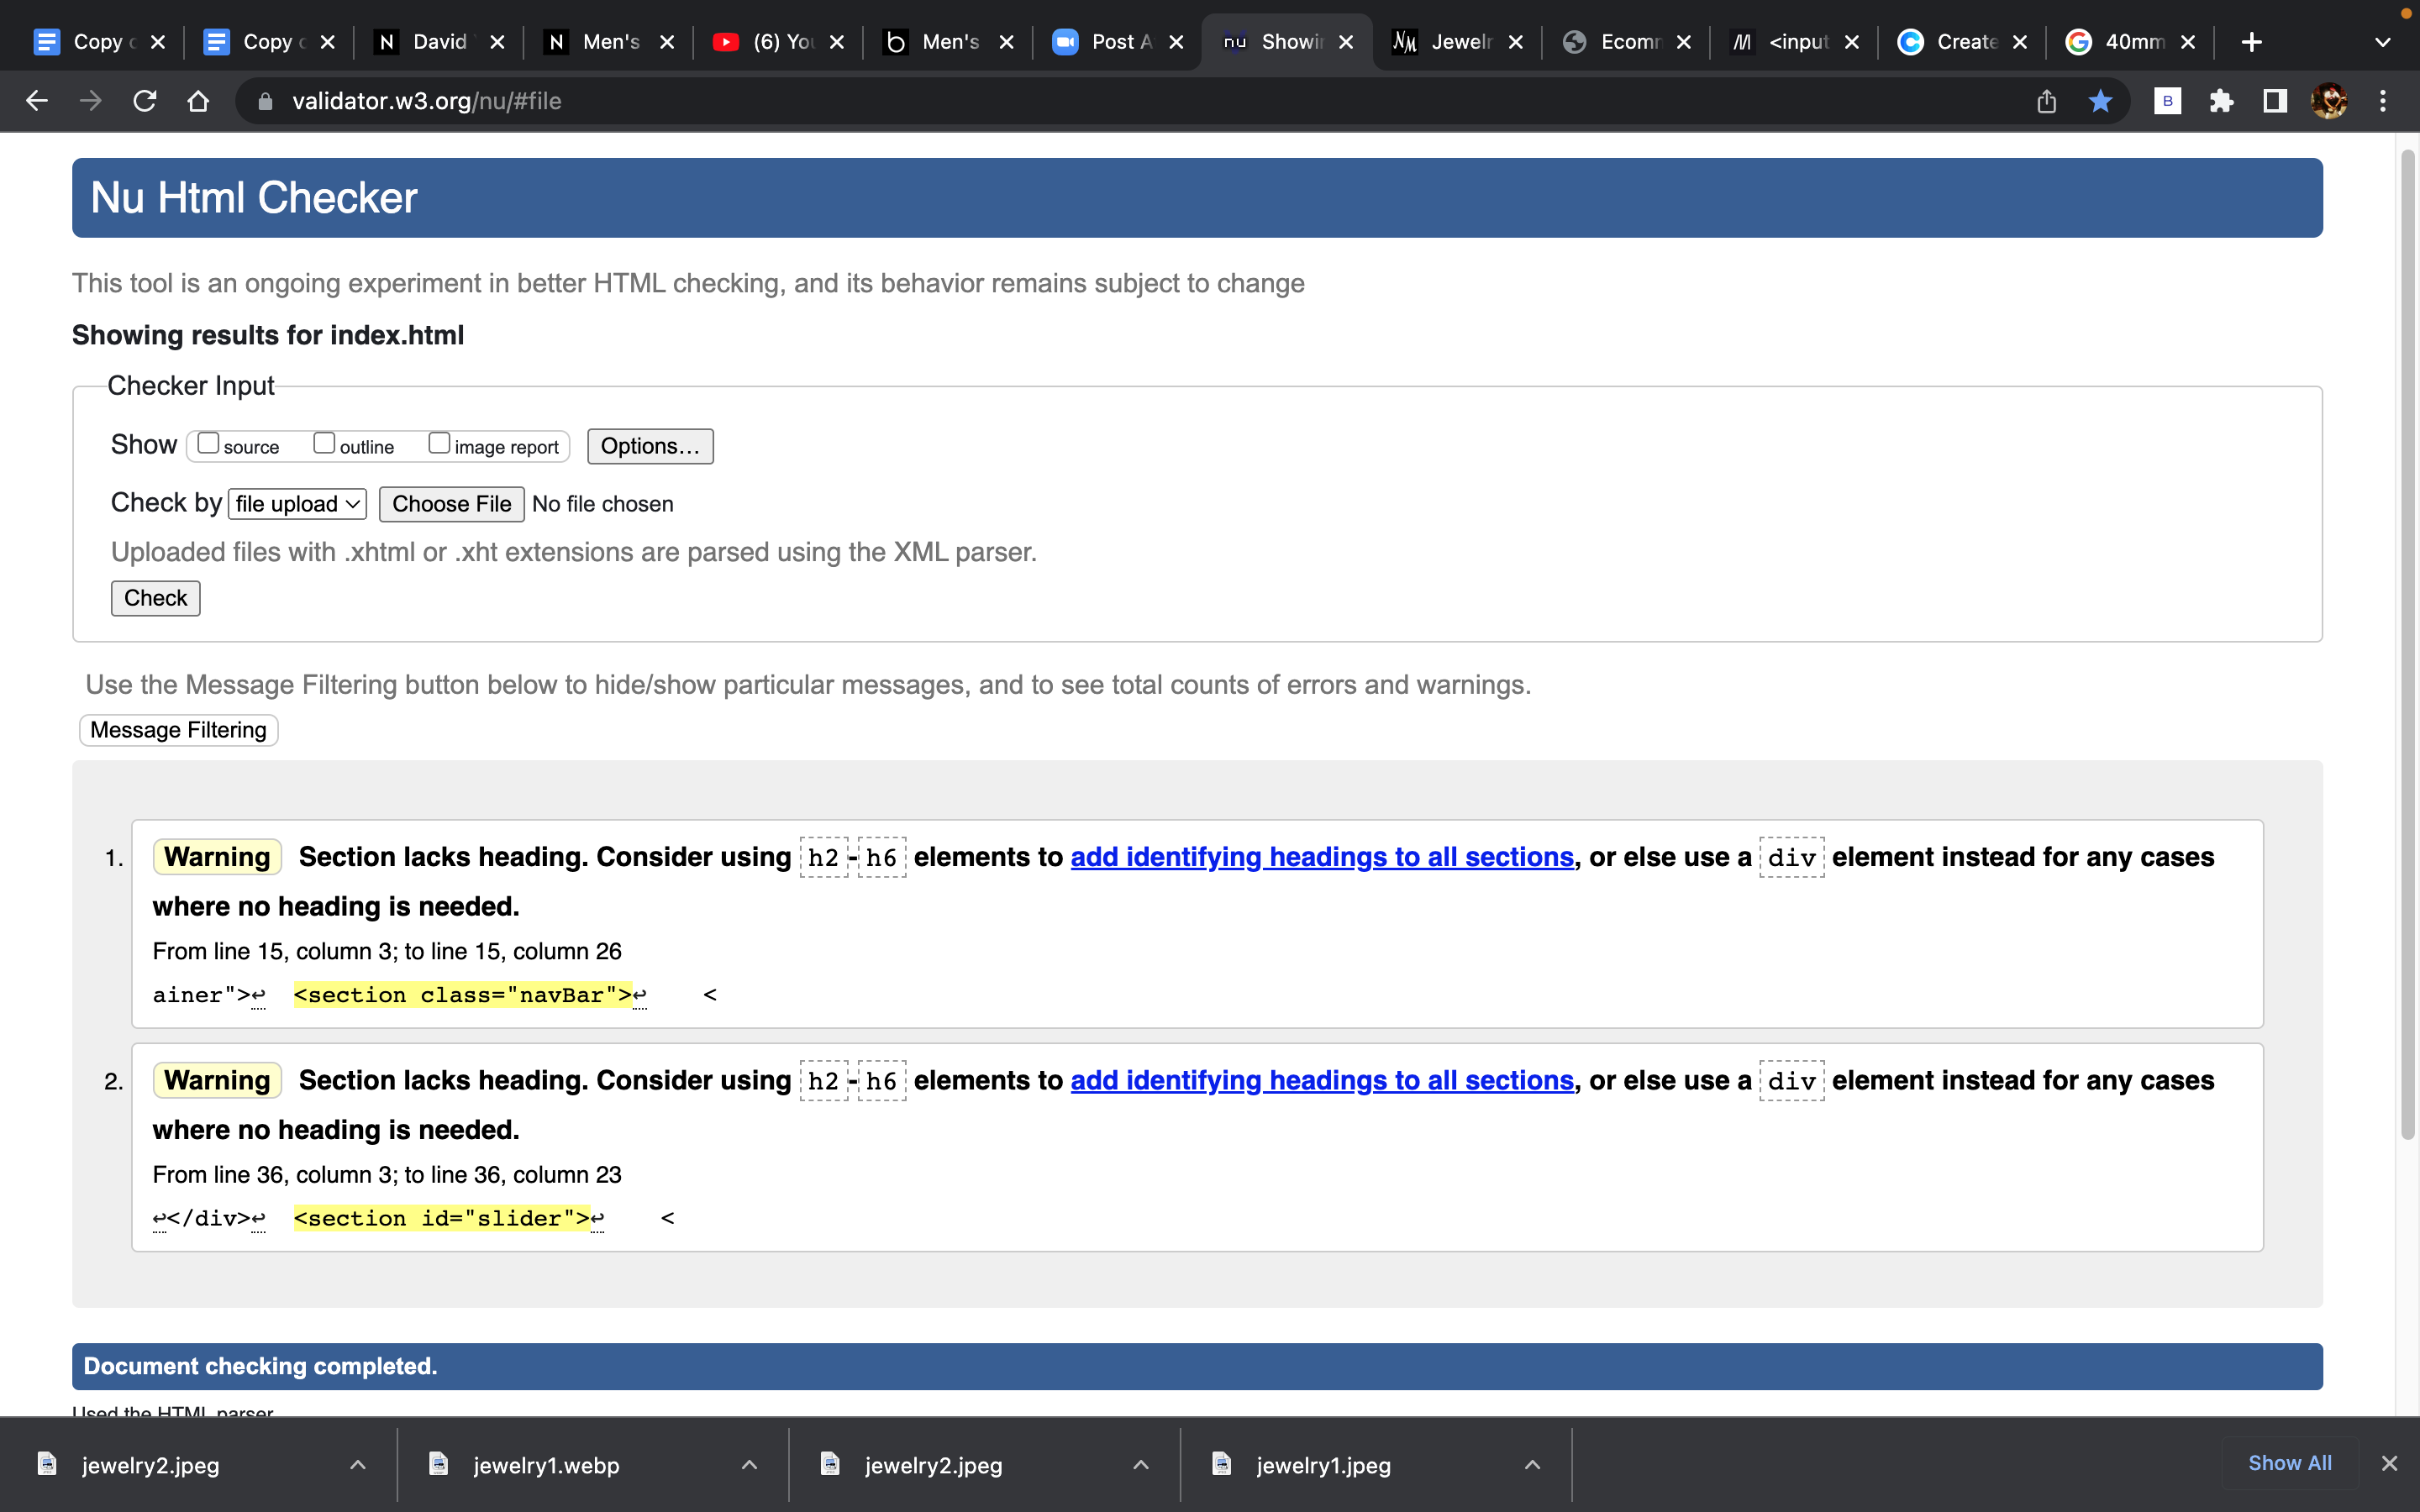 Copy
Copy
David
Men's
(6) You
Men's
Post A
Showin
Jewelr
Ecom
<input
Create
40mm
validator.w3.org/nu/#file
B
Nu Html Checker
This tool is an ongoing experiment in better HTML checking, and its behavior remains subject to change
Showing results for index.html
Checker Input
Show source outline image report Options...
Check by file upload Choose File No file chosen
Uploaded files with .xhtml or .xht extensions are parsed using the XML parser.
Check
Use the Message Filtering button below to hide/show particular messages, and to see total counts of errors and warnings.
Message Filtering
1. Warning Section lacks heading. Consider using h2-h6 elements to add identifying headings to all sections, or else use a div element instead for any cases
where no heading is needed.
From line 15, column 3; to line 15, column 26
ainer">↩ <section class="navBar">↩ <
2. Warning Section lacks heading. Consider using h2-h6 elements to add identifying headings to all sections, or else use a div element instead for any cases
where no heading is needed.
From line 36, column 3; to line 36, column 23
↩</div>↩ <section id="slider">↩ <
Document checking completed.
Used the HTML parser.
jewelry2.jpeg
jewelry1.webp
jewelry2.jpeg
jewelry1.jpeg
Show All